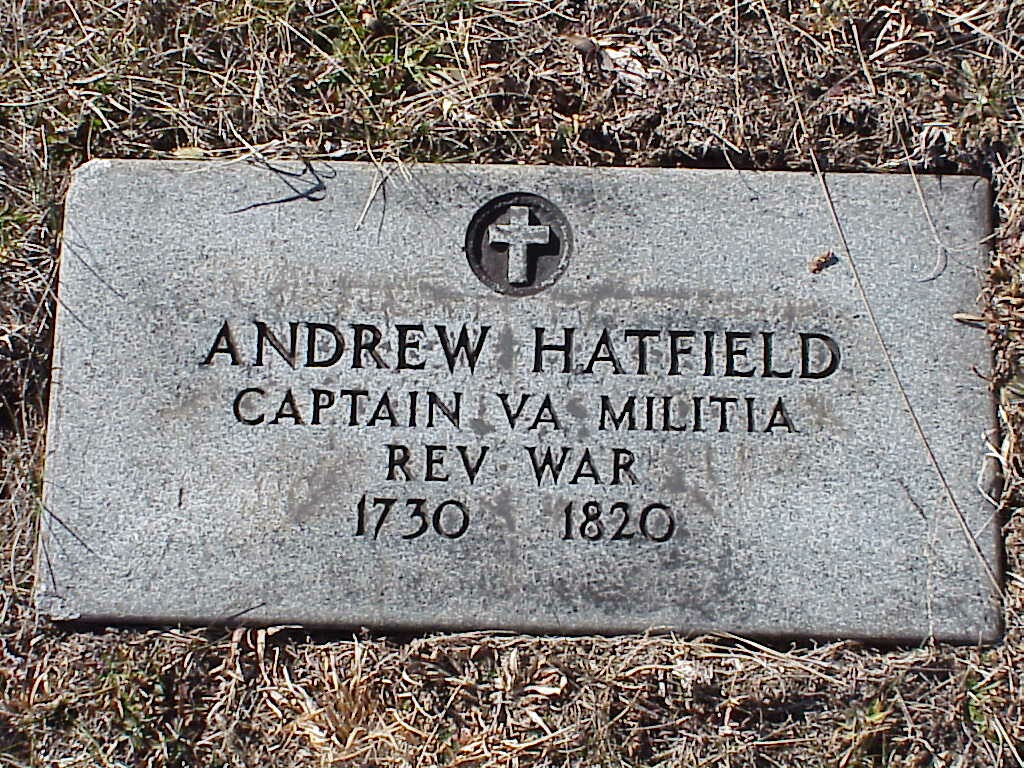 ANDREW HATFIELD
CAPTAIN VA MILITIA
REV WAR
1730 1820